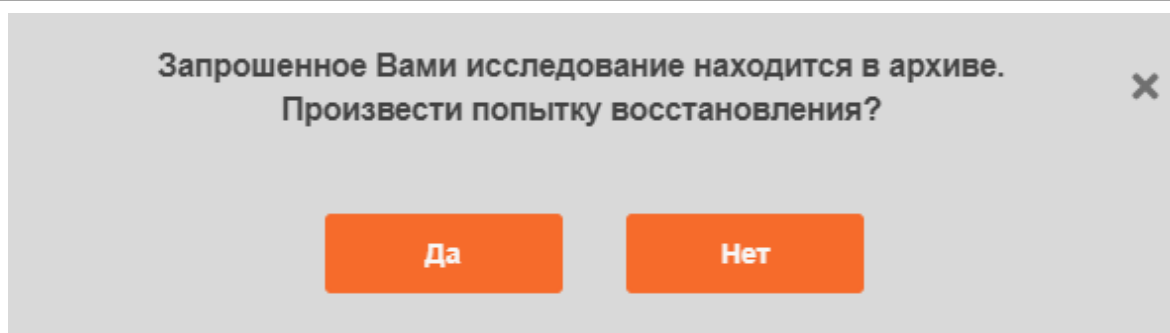 Запрошенное Вами исследование находится в архиве.
Произвести попытку восстановления?
Да
Нет